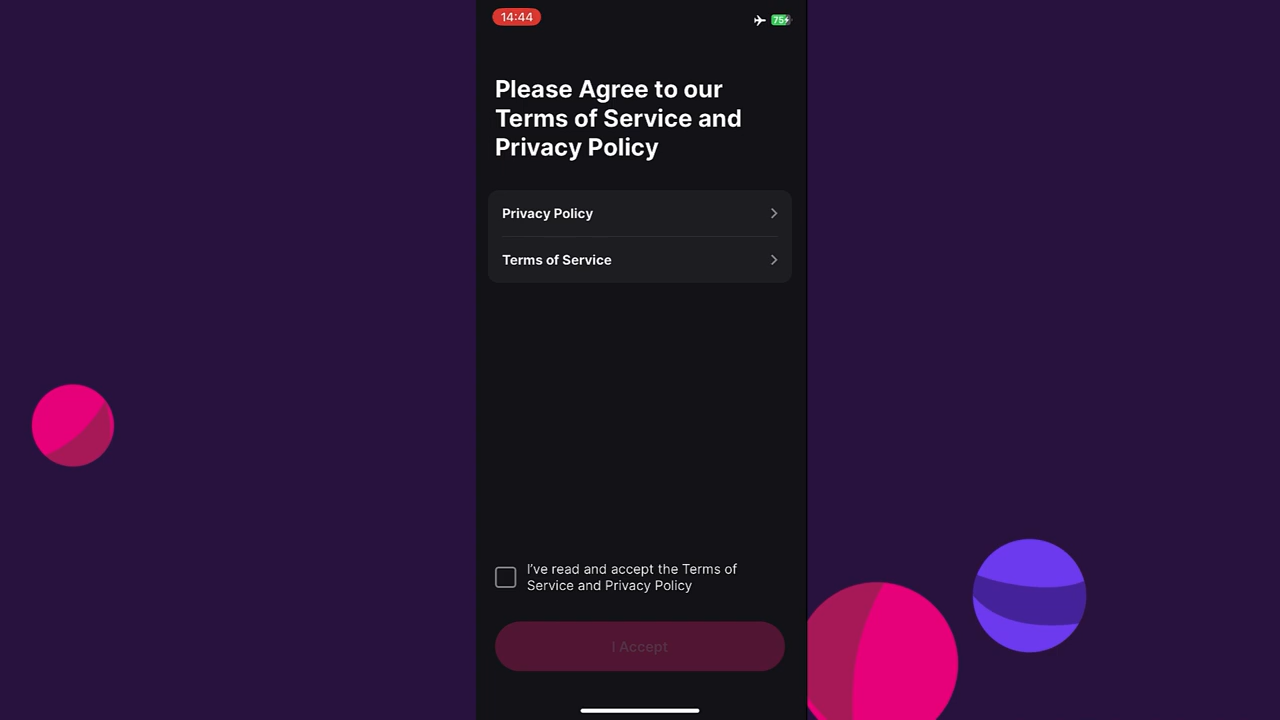 14:44
75
Please Agree to our
Terms of Service and
Privacy Policy
Privacy Policy
Terms of Service
I've read and accept the Terms of
Service and Privacy Policy
I Accept